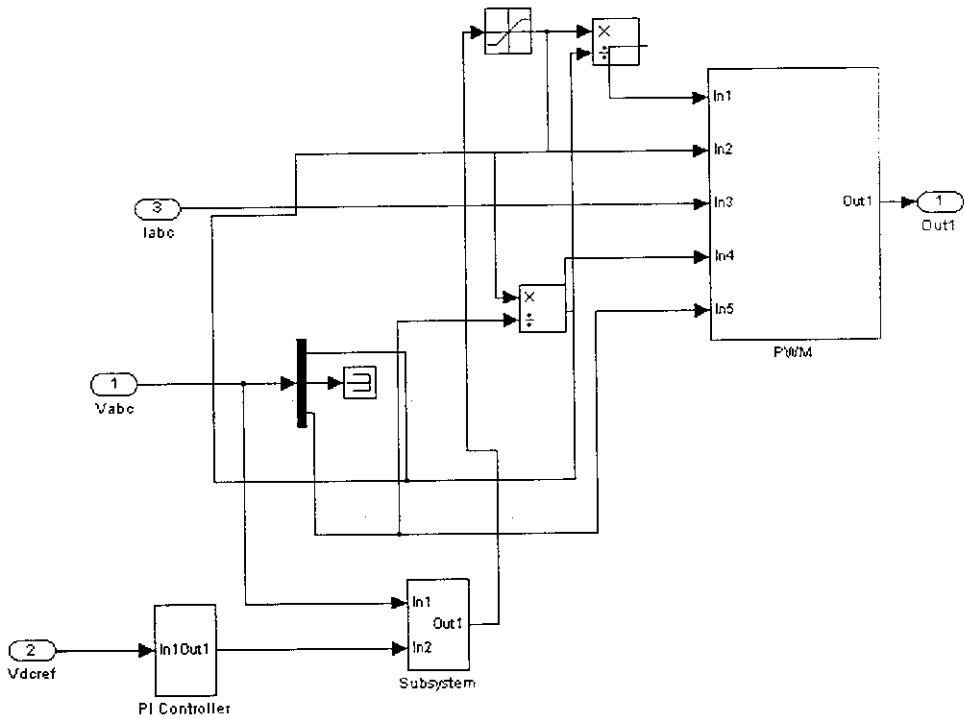 ×
÷
In1
In2
3
Iabc
In3
Out1
1
Out1
In4
×
÷
In5
PWM
1
Vabc
In1
Out1
In2
Subsystem
2
Vdcref
In1Out1
PI Controller